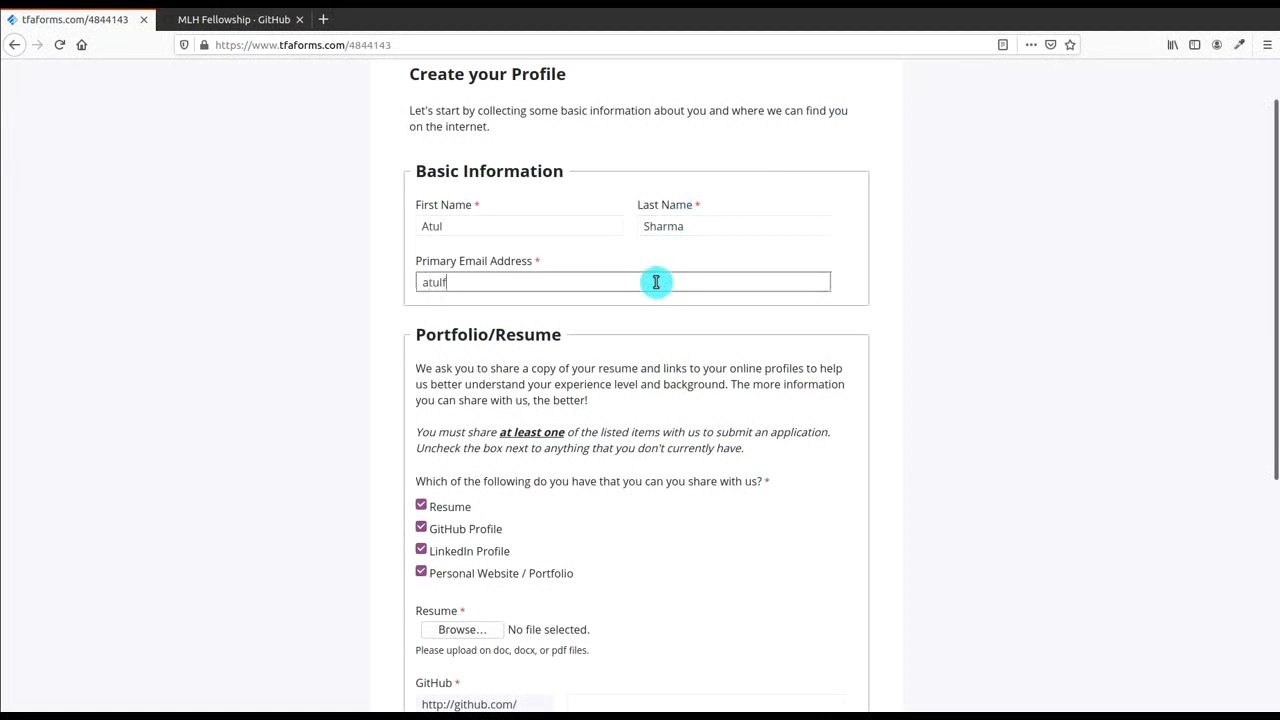 tfaforms.com/4844143
MLH Fellowship · GitHub
https://www.tfaforms.com/4844143
Create your Profile
Let's start by collecting some basic information about you and where we can find you
on the internet.
Basic Information
First Name *
Last Name *
Atul
Sharma
Primary Email Address *
atulf
Portfolio/Resume
We ask you to share a copy of your resume and links to your online profiles to help
us better understand your experience level and background. The more information
you can share with us, the better!
You must share at least one of the listed items with us to submit an application.
Uncheck the box next to anything that you don't currently have.
Which of the following do you have that you can you share with us? *
Resume
GitHub Profile
LinkedIn Profile
Personal Website / Portfolio
Resume *
Browse... No file selected.
Please upload on doc, docx, or pdf files.
GitHub *
http://github.com/